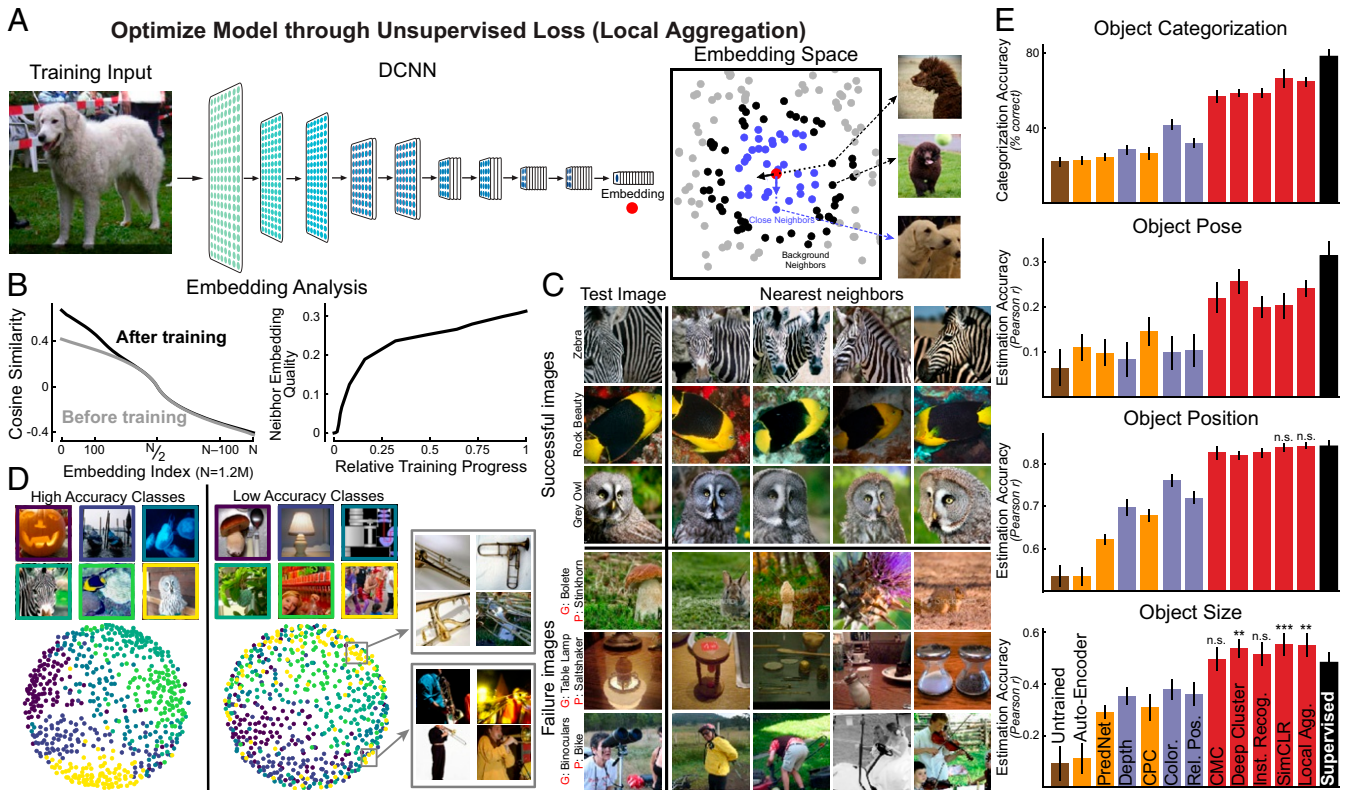 A
Optimize Model through Unsupervised Loss (Local Aggregation)
Training Input
DCNN
Embedding Space
Embedding
Close Neighbors
Background
Neighbors
B
Embedding Analysis
Cosine Similarity
0.4
0
-0.4
After training
Before training
0
100
N/2
N–100
N
Embedding Index (N=1.2M)
Neihbor Embedding
Quality
0.3
0.2
0.1
0
0
0.25
0.5
0.75
1
Relative Training Progress
C
Test Image
Nearest neighbors
Successful images
Zebra
Rock Beauty
Grey Owl
Failure images
G: Bolete
P: Stinkhorn
G: Table Lamp
P: Saltshaker
G: Binoculars
P: Bike
D
High Accuracy Classes
Low Accuracy Classes
E
Object Categorization
Categorization Accuracy
(% correct)
80
40
Object Pose
Estimation Accuracy
(Pearson r)
0.3
0.2
0.1
Object Position
Estimation Accuracy
(Pearson r)
0.8
0.7
0.6
n.s.
n.s.
Object Size
Estimation Accuracy
(Pearson r)
0.6
0.4
0.2
n.s.
**
n.s.
***
**
Untrained
Auto-Encoder
PredNet
Depth
CPC
Color.
Rel. Pos.
CMC
Deep Cluster
Inst. Recog.
SimCLR
Local Agg.
Supervised